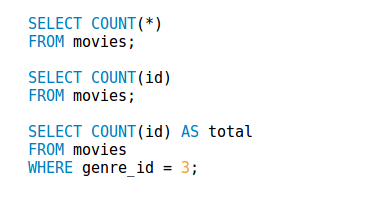 SELECT COUNT(*)
FROM movies;

SELECT COUNT(id)
FROM movies;

SELECT COUNT(id) AS total
FROM movies
WHERE genre_id = 3;